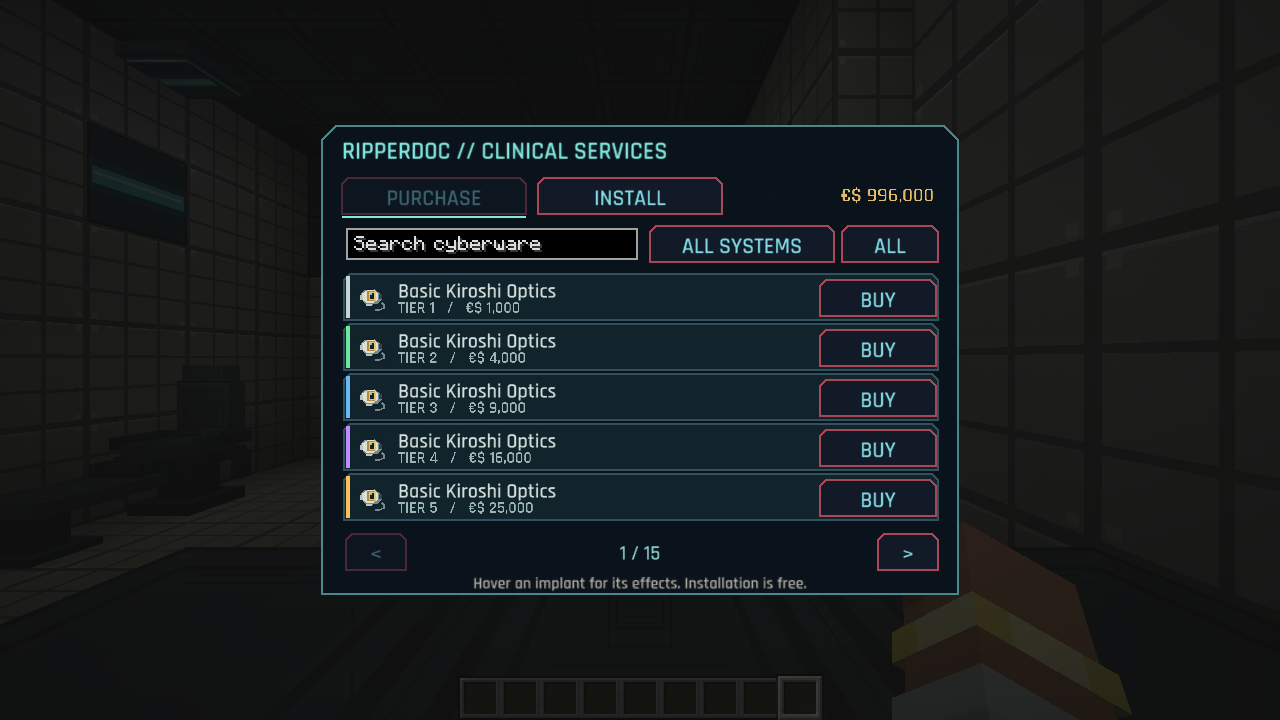 RIPPERDOC // CLINICAL SERVICES
PURCHASE
INSTALL
€$ 996,000
Search cyberware
ALL SYSTEMS
ALL
Basic Kiroshi Optics
TIER 1 / €$ 1,000
BUY
Basic Kiroshi Optics
TIER 2 / €$ 4,000
BUY
Basic Kiroshi Optics
TIER 3 / €$ 9,000
BUY
Basic Kiroshi Optics
TIER 4 / €$ 16,000
BUY
Basic Kiroshi Optics
TIER 5 / €$ 25,000
BUY
<
1 / 15
>
Hover an implant for its effects. Installation is free.